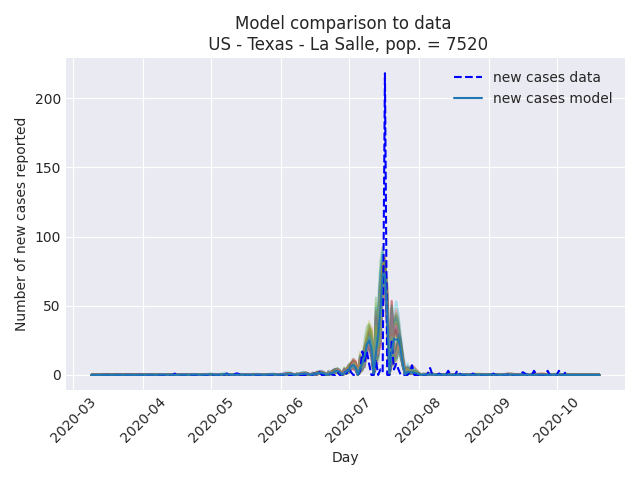 Model comparison to data
US - Texas - La Salle, pop. = 7520
new cases data
new cases model
Number of new cases reported
200
150
100
50
0
2020-03
2020-04
2020-05
2020-06
2020-07
2020-08
2020-09
2020-10
Day